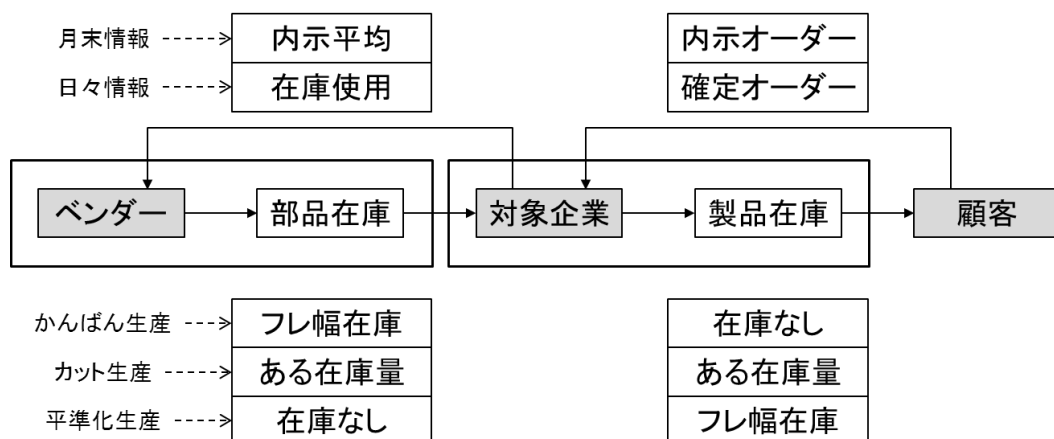 月末情報 内示平均 内示オーダー
日々情報 在庫使用 確定オーダー
ベンダー 部品在庫 対象企業 製品在庫 顧客
かんばん生産 フレ幅在庫 在庫なし
カット生産 ある在庫量 ある在庫量
平準化生産 在庫なし フレ幅在庫